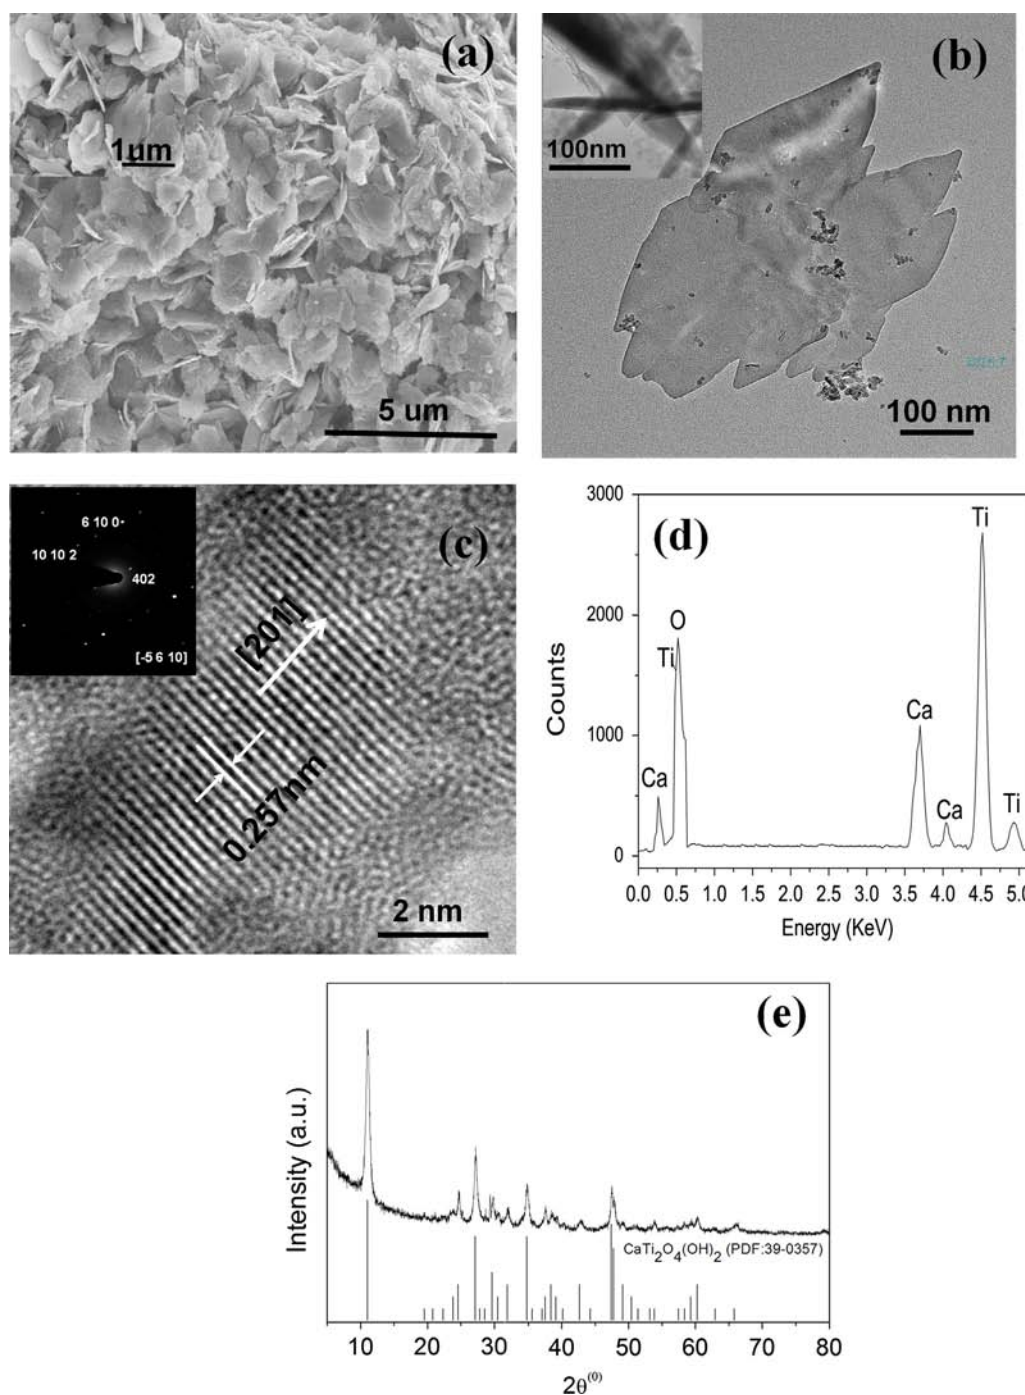 (a)
1um
5 um
(b)
100nm
100 nm
(c)
6 10 0
10 10 2
402
[-5 6 10]
[201]
0.257nm
2 nm
(d)
3000
2000
1000
0
Counts
Ti
O
Ti
Ca
Ca
Ca
Ti
0.0 0.5 1.0 1.5 2.0 2.5 3.0 3.5 4.0 4.5 5.0
Energy (KeV)
(e)
Intensity (a.u.)
CaTi2O4(OH)2 (PDF:39-0357)
10 20 30 40 50 60 70 80
2θ(0)